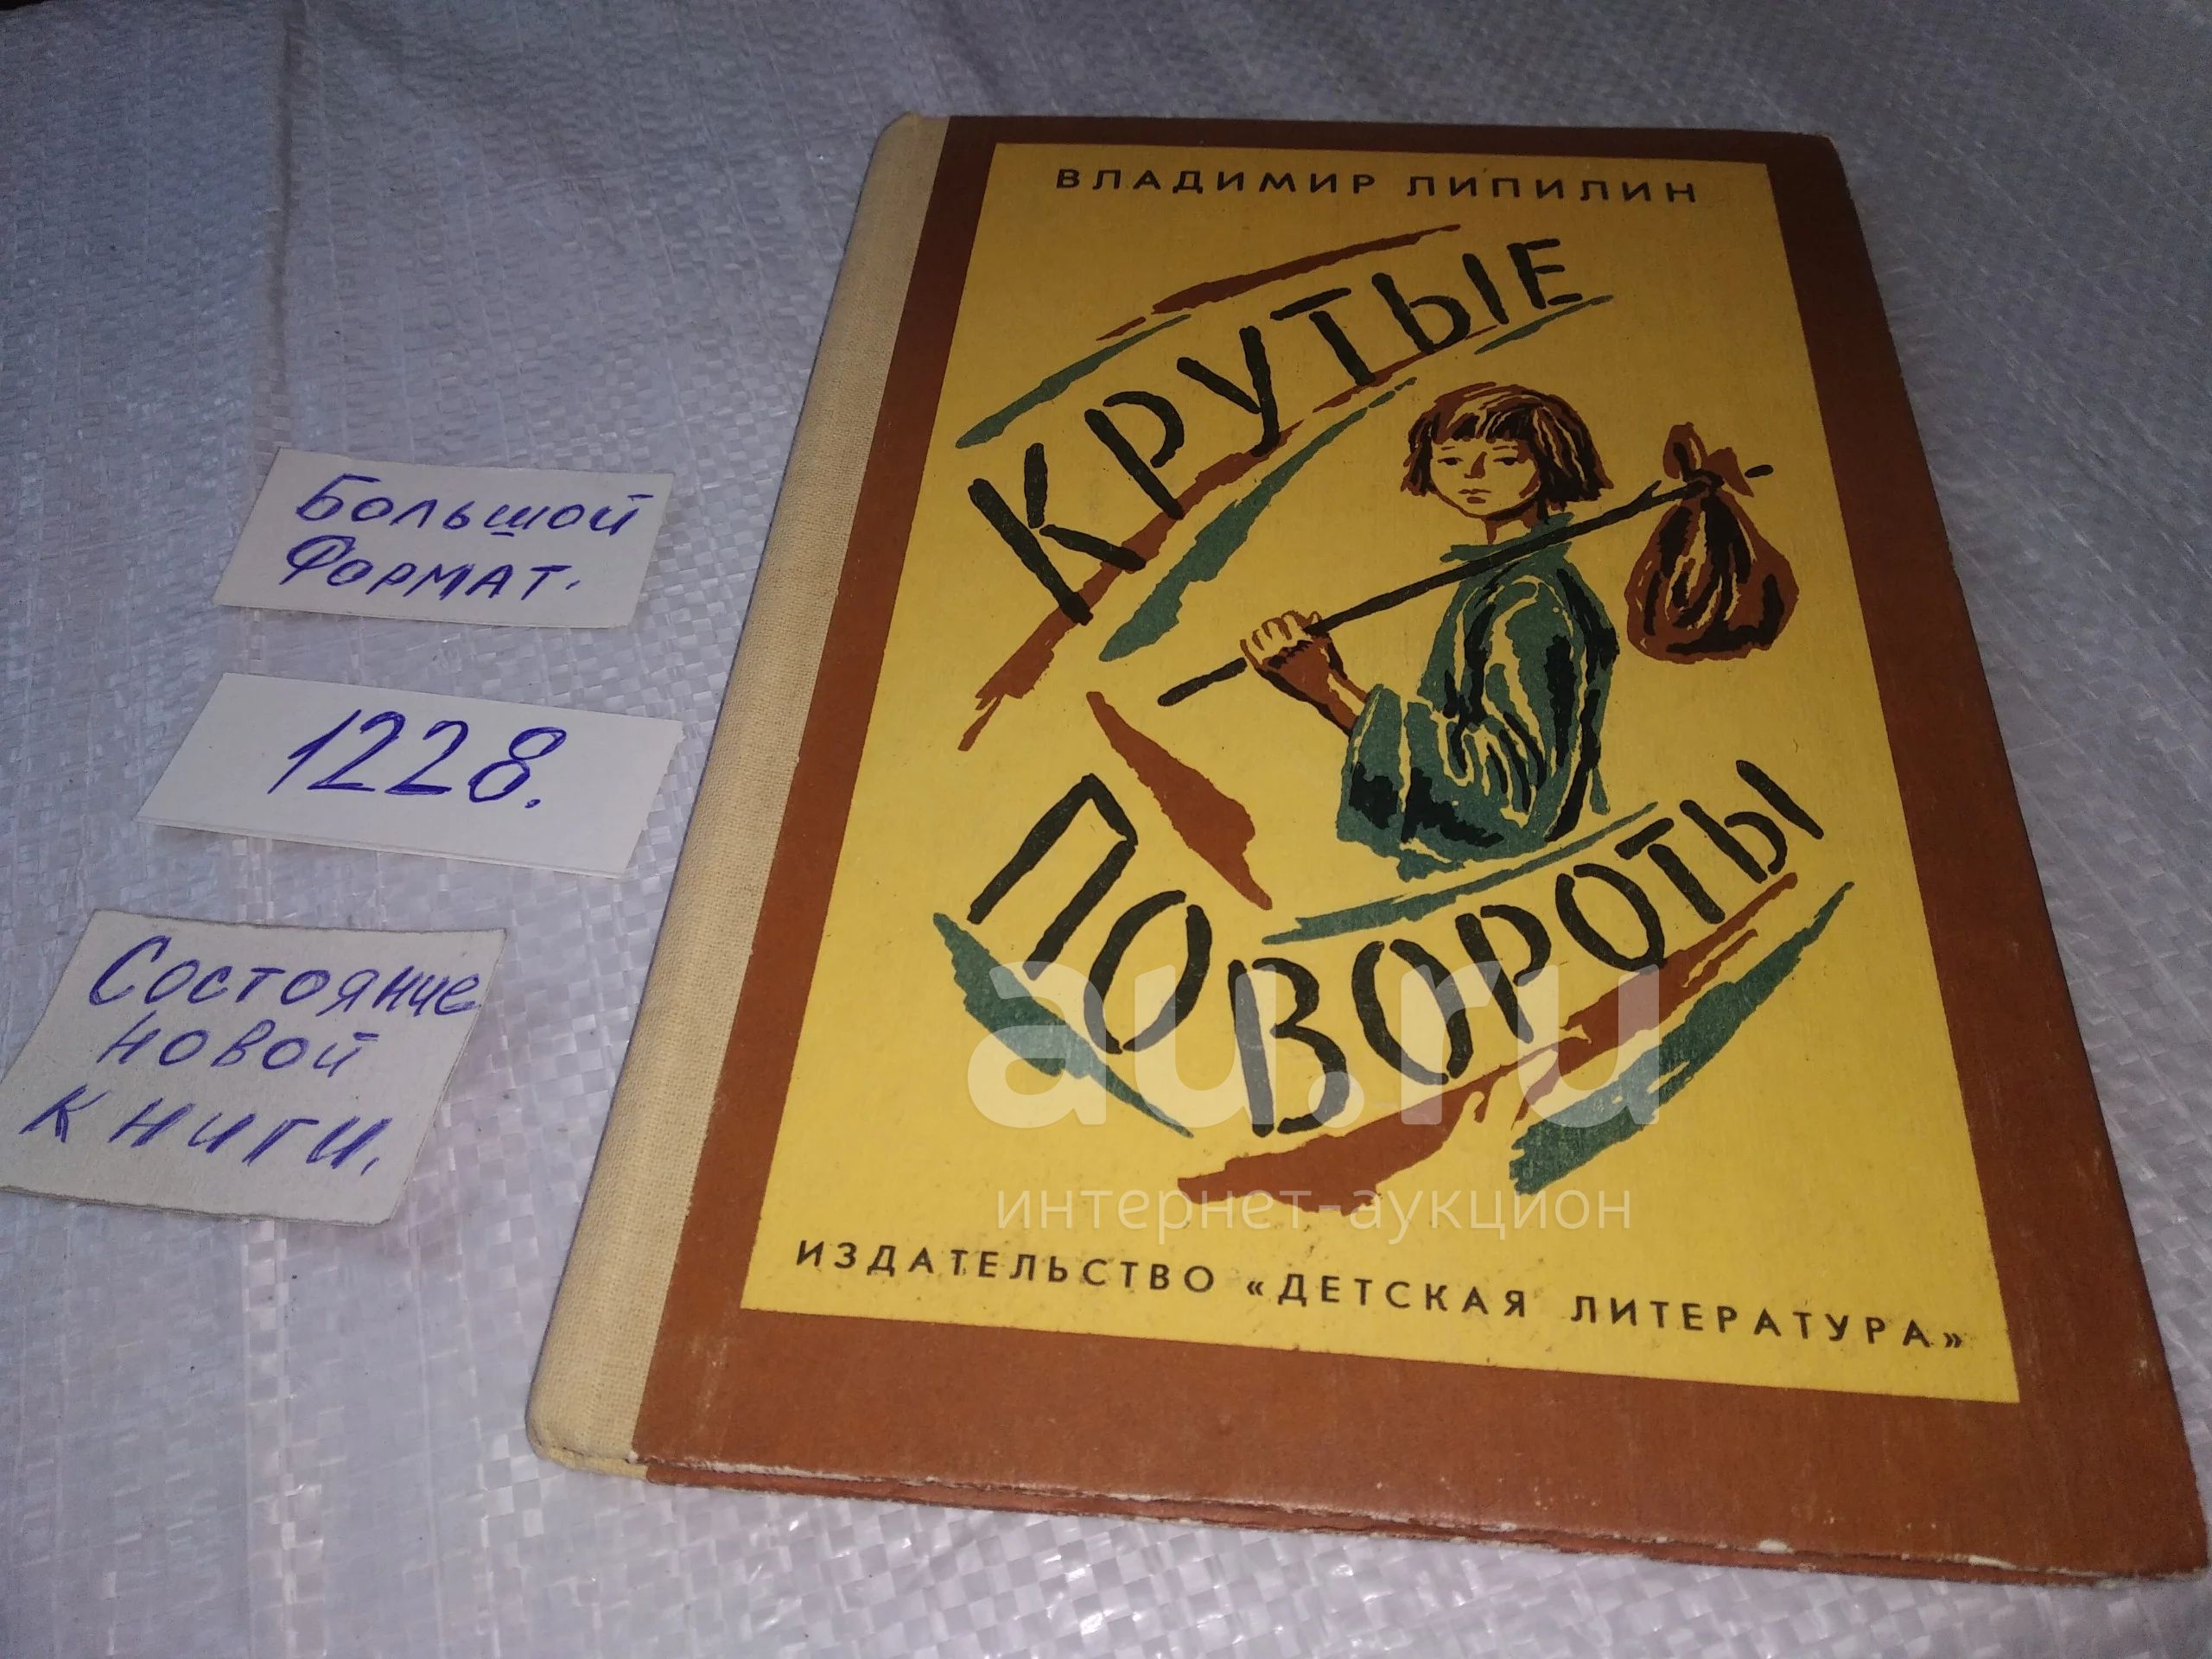 ВЛАДИМИР ЛИПИЛИН
КРУТЫЕ
ПОВОРОТЫ
ИЗДАТЕЛЬСТВО «ДЕТСКАЯ ЛИТЕРАТУРА»
Большой
Формат.
1228.
Состояние
новой
книги.
au.ru
интернет-аукцион